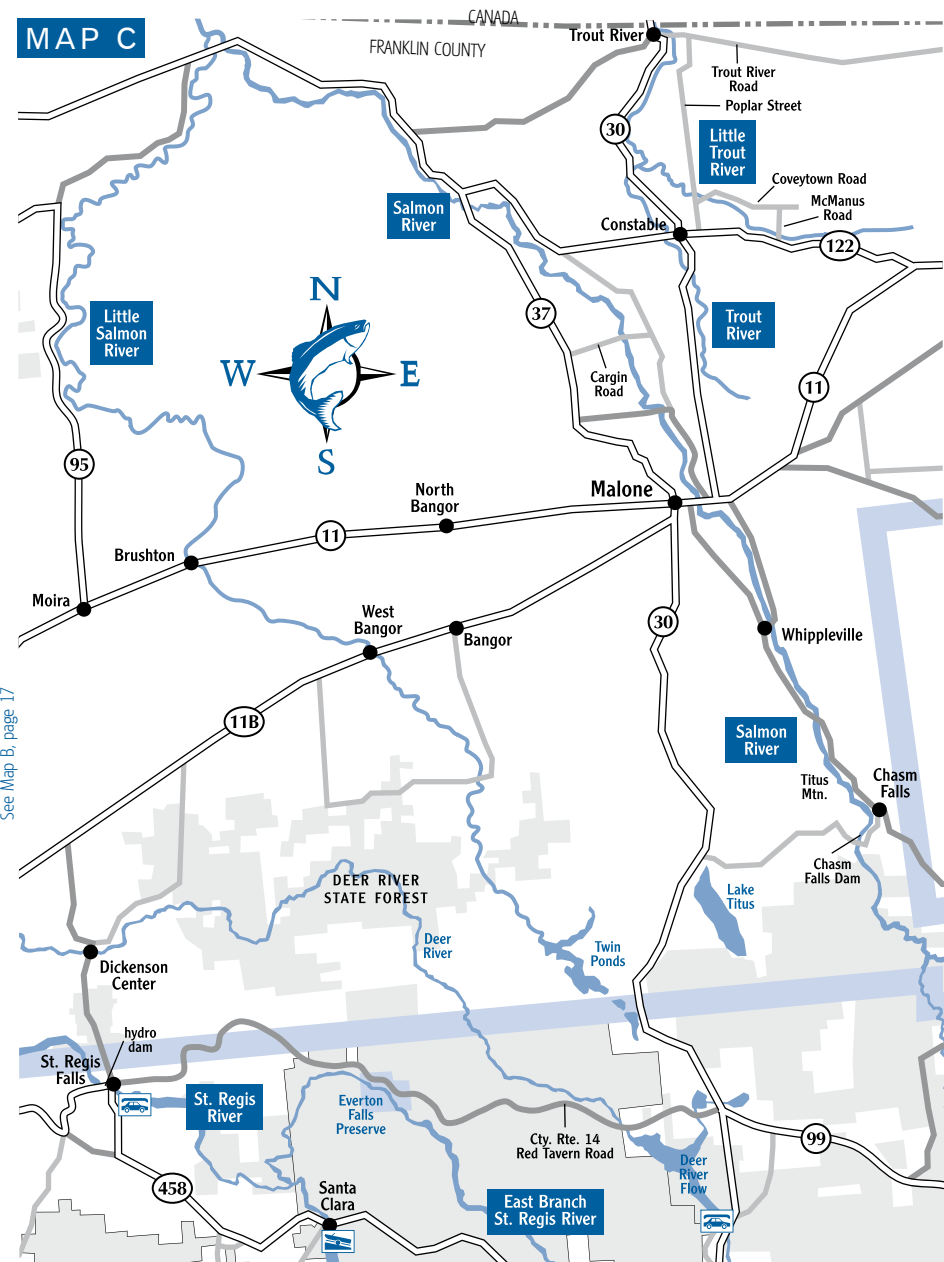 MAP C
CANADA
FRANKLIN COUNTY
Trout River
Trout River
Road
Poplar Street
30
Little
Trout
River
Coveytown Road
McManus
Road
Salmon
River
Constable
122
N
W
E
S
37
Little
Salmon
River
Trout
River
Cargin
Road
11
95
Malone
North
Bangor
11
Brushton
Moira
West
Bangor
Bangor
30
Whippleville
See Map B, page 17
11B
Salmon
River
Titus
Mtn.
Chasm
Falls
Chasm
Falls Dam
DEER RIVER
STATE FOREST
Lake
Titus
Deer
River
Twin
Ponds
Dickenson
Center
hydro
dam
St. Regis
Falls
St. Regis
River
Everton
Falls
Preserve
Cty. Rte. 14
Red Tavern Road
99
Deer
River
Flow
458
Santa
Clara
East Branch
St. Regis River